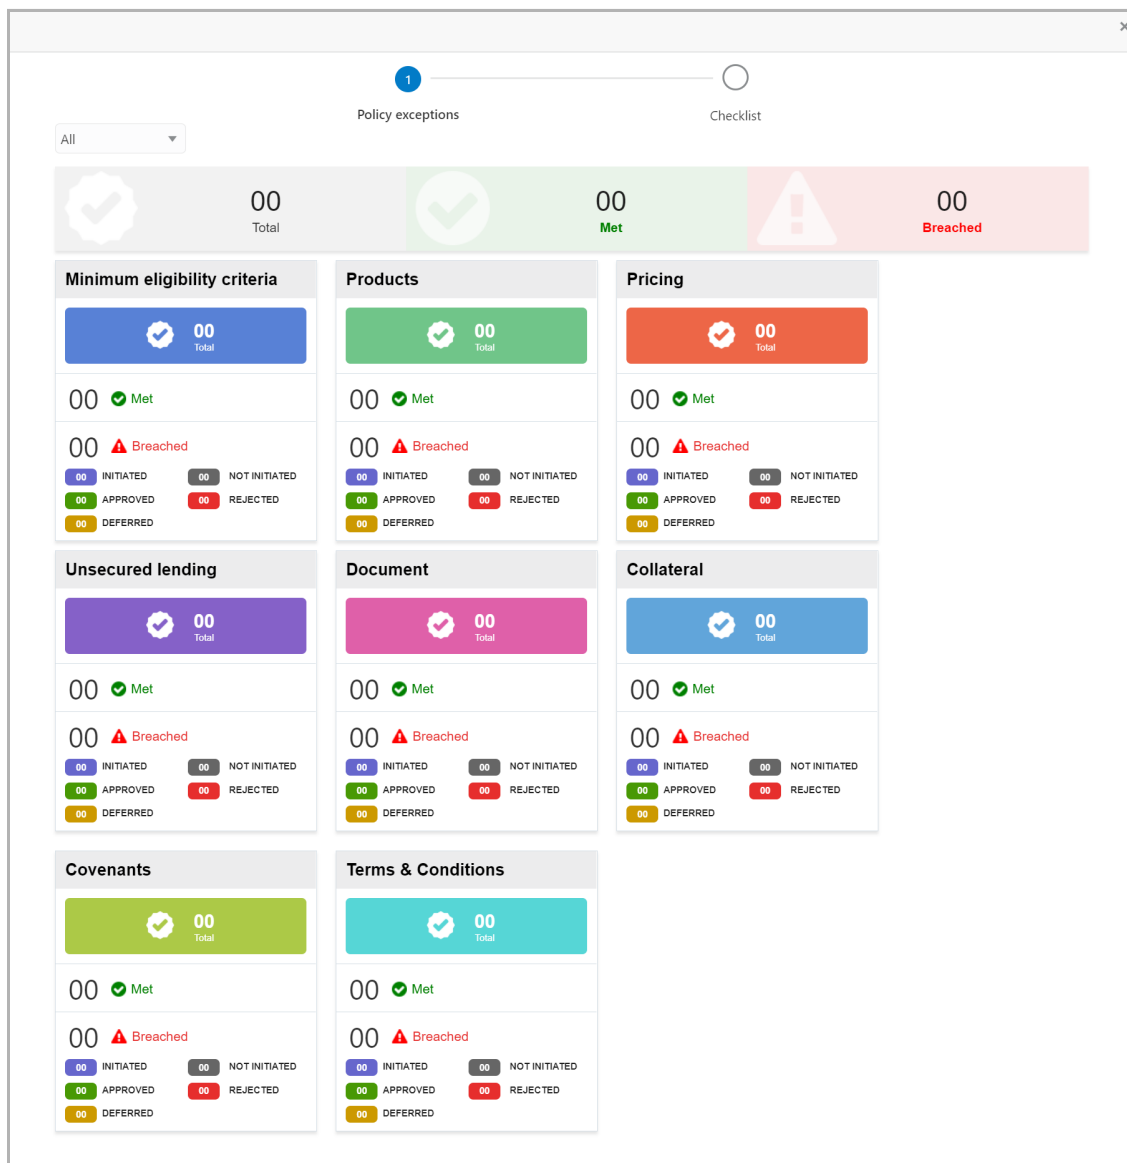 ×
1
Policy exceptions
Checklist
All
00
Total
00
Met
00
Breached
Minimum eligibility criteria
00
Total
00 Met
00 Breached
00 INITIATED 00 NOT INITIATED
00 APPROVED 00 REJECTED
00 DEFERRED
Products
00
Total
00 Met
00 Breached
00 INITIATED 00 NOT INITIATED
00 APPROVED 00 REJECTED
00 DEFERRED
Pricing
00
Total
00 Met
00 Breached
00 INITIATED 00 NOT INITIATED
00 APPROVED 00 REJECTED
00 DEFERRED
Unsecured lending
00
Total
00 Met
00 Breached
00 INITIATED 00 NOT INITIATED
00 APPROVED 00 REJECTED
00 DEFERRED
Document
00
Total
00 Met
00 Breached
00 INITIATED 00 NOT INITIATED
00 APPROVED 00 REJECTED
00 DEFERRED
Collateral
00
Total
00 Met
00 Breached
00 INITIATED 00 NOT INITIATED
00 APPROVED 00 REJECTED
00 DEFERRED
Covenants
00
Total
00 Met
00 Breached
00 INITIATED 00 NOT INITIATED
00 APPROVED 00 REJECTED
00 DEFERRED
Terms & Conditions
00
Total
00 Met
00 Breached
00 INITIATED 00 NOT INITIATED
00 APPROVED 00 REJECTED
00 DEFERRED